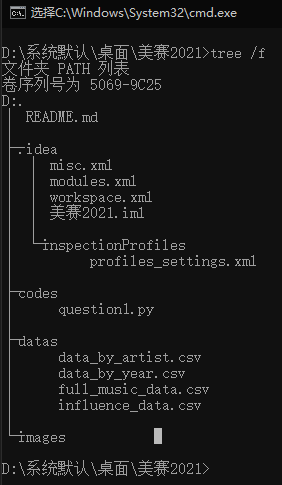 选择C:\Windows\System32\cmd.exe
D:\系统默认\桌面\美赛2021>tree /f
文件夹 PATH 列表
卷序列号为 5069-9C25
D:.
README.md
.idea
misc.xml
modules.xml
workspace.xml
美赛2021.iml
inspectionProfiles
profiles_settings.xml
codes
question1.py
datas
data_by_artist.csv
data_by_year.csv
full_music_data.csv
influence_data.csv
images
D:\系统默认\桌面\美赛2021>